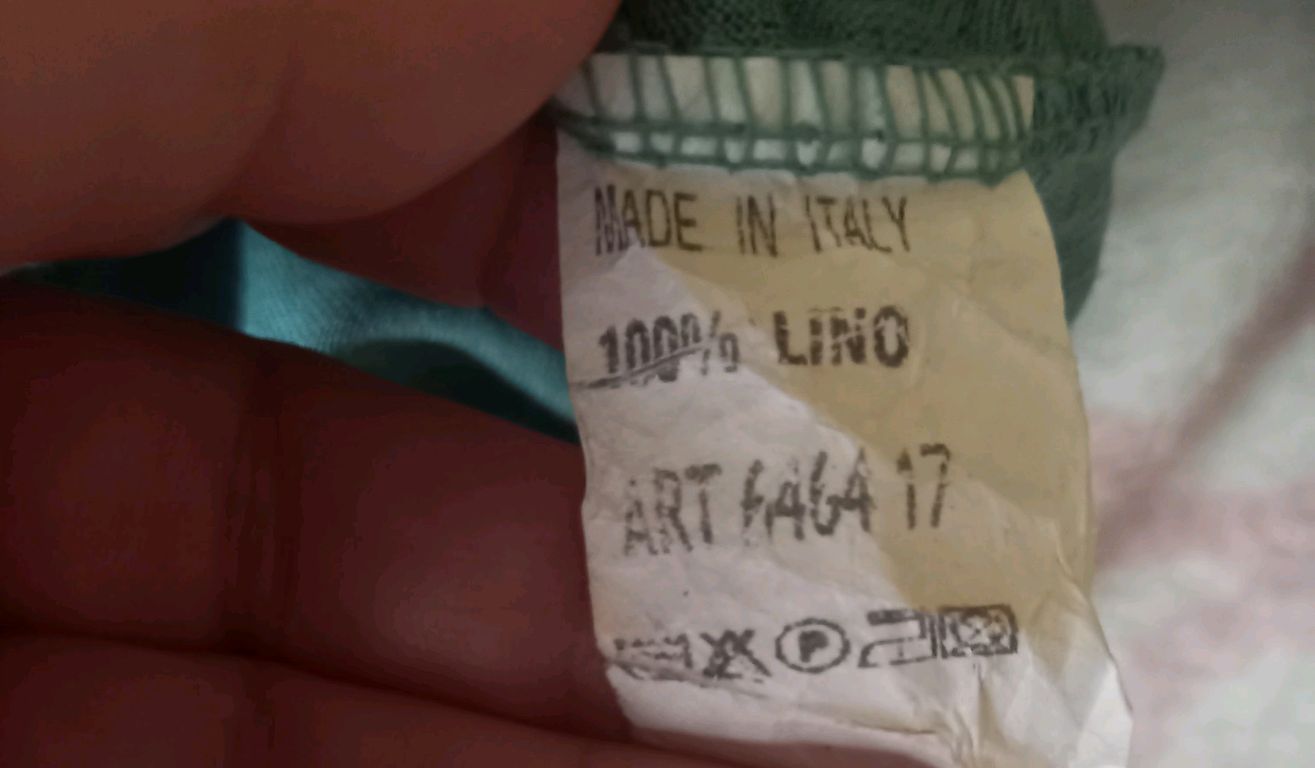 MADE IN ITALY
100% LINO
ART 6464 17
P